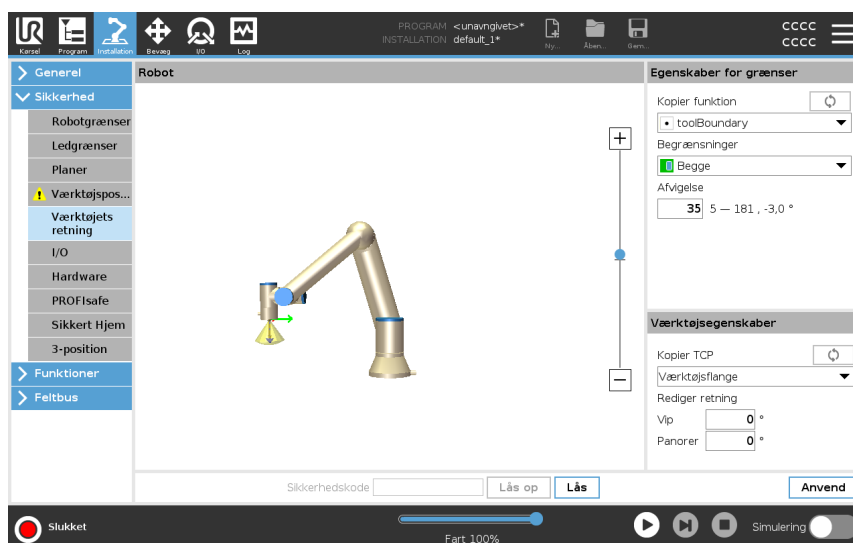 UR
PROGRAM <unavngivet>*
INSTALLATION default_1*
cccc
cccc
Kørsel Program Installation Bevæg I/O Log Ny... Åben... Gem...
Generel
Sikkerhed
Robotgrænser
Ledgrænser
Planer
Værktøjspos...
Værktøjets
retning
I/O
Hardware
PROFIsafe
Sikkert Hjem
3-position
Funktioner
Feltbus
Robot
Egenskaber for grænser
Kopier funktion
toolBoundary
Begrænsninger
Begge
Afvigelse
35 5 — 181 , -3,0 °
Værktøjsegenskaber
Kopier TCP
Værktøjsflange
Rediger retning
Vip 0 °
Panorer 0 °
Sikkerhedskode Lås op Lås Anvend
Slukket
Fart 100%
Simulering